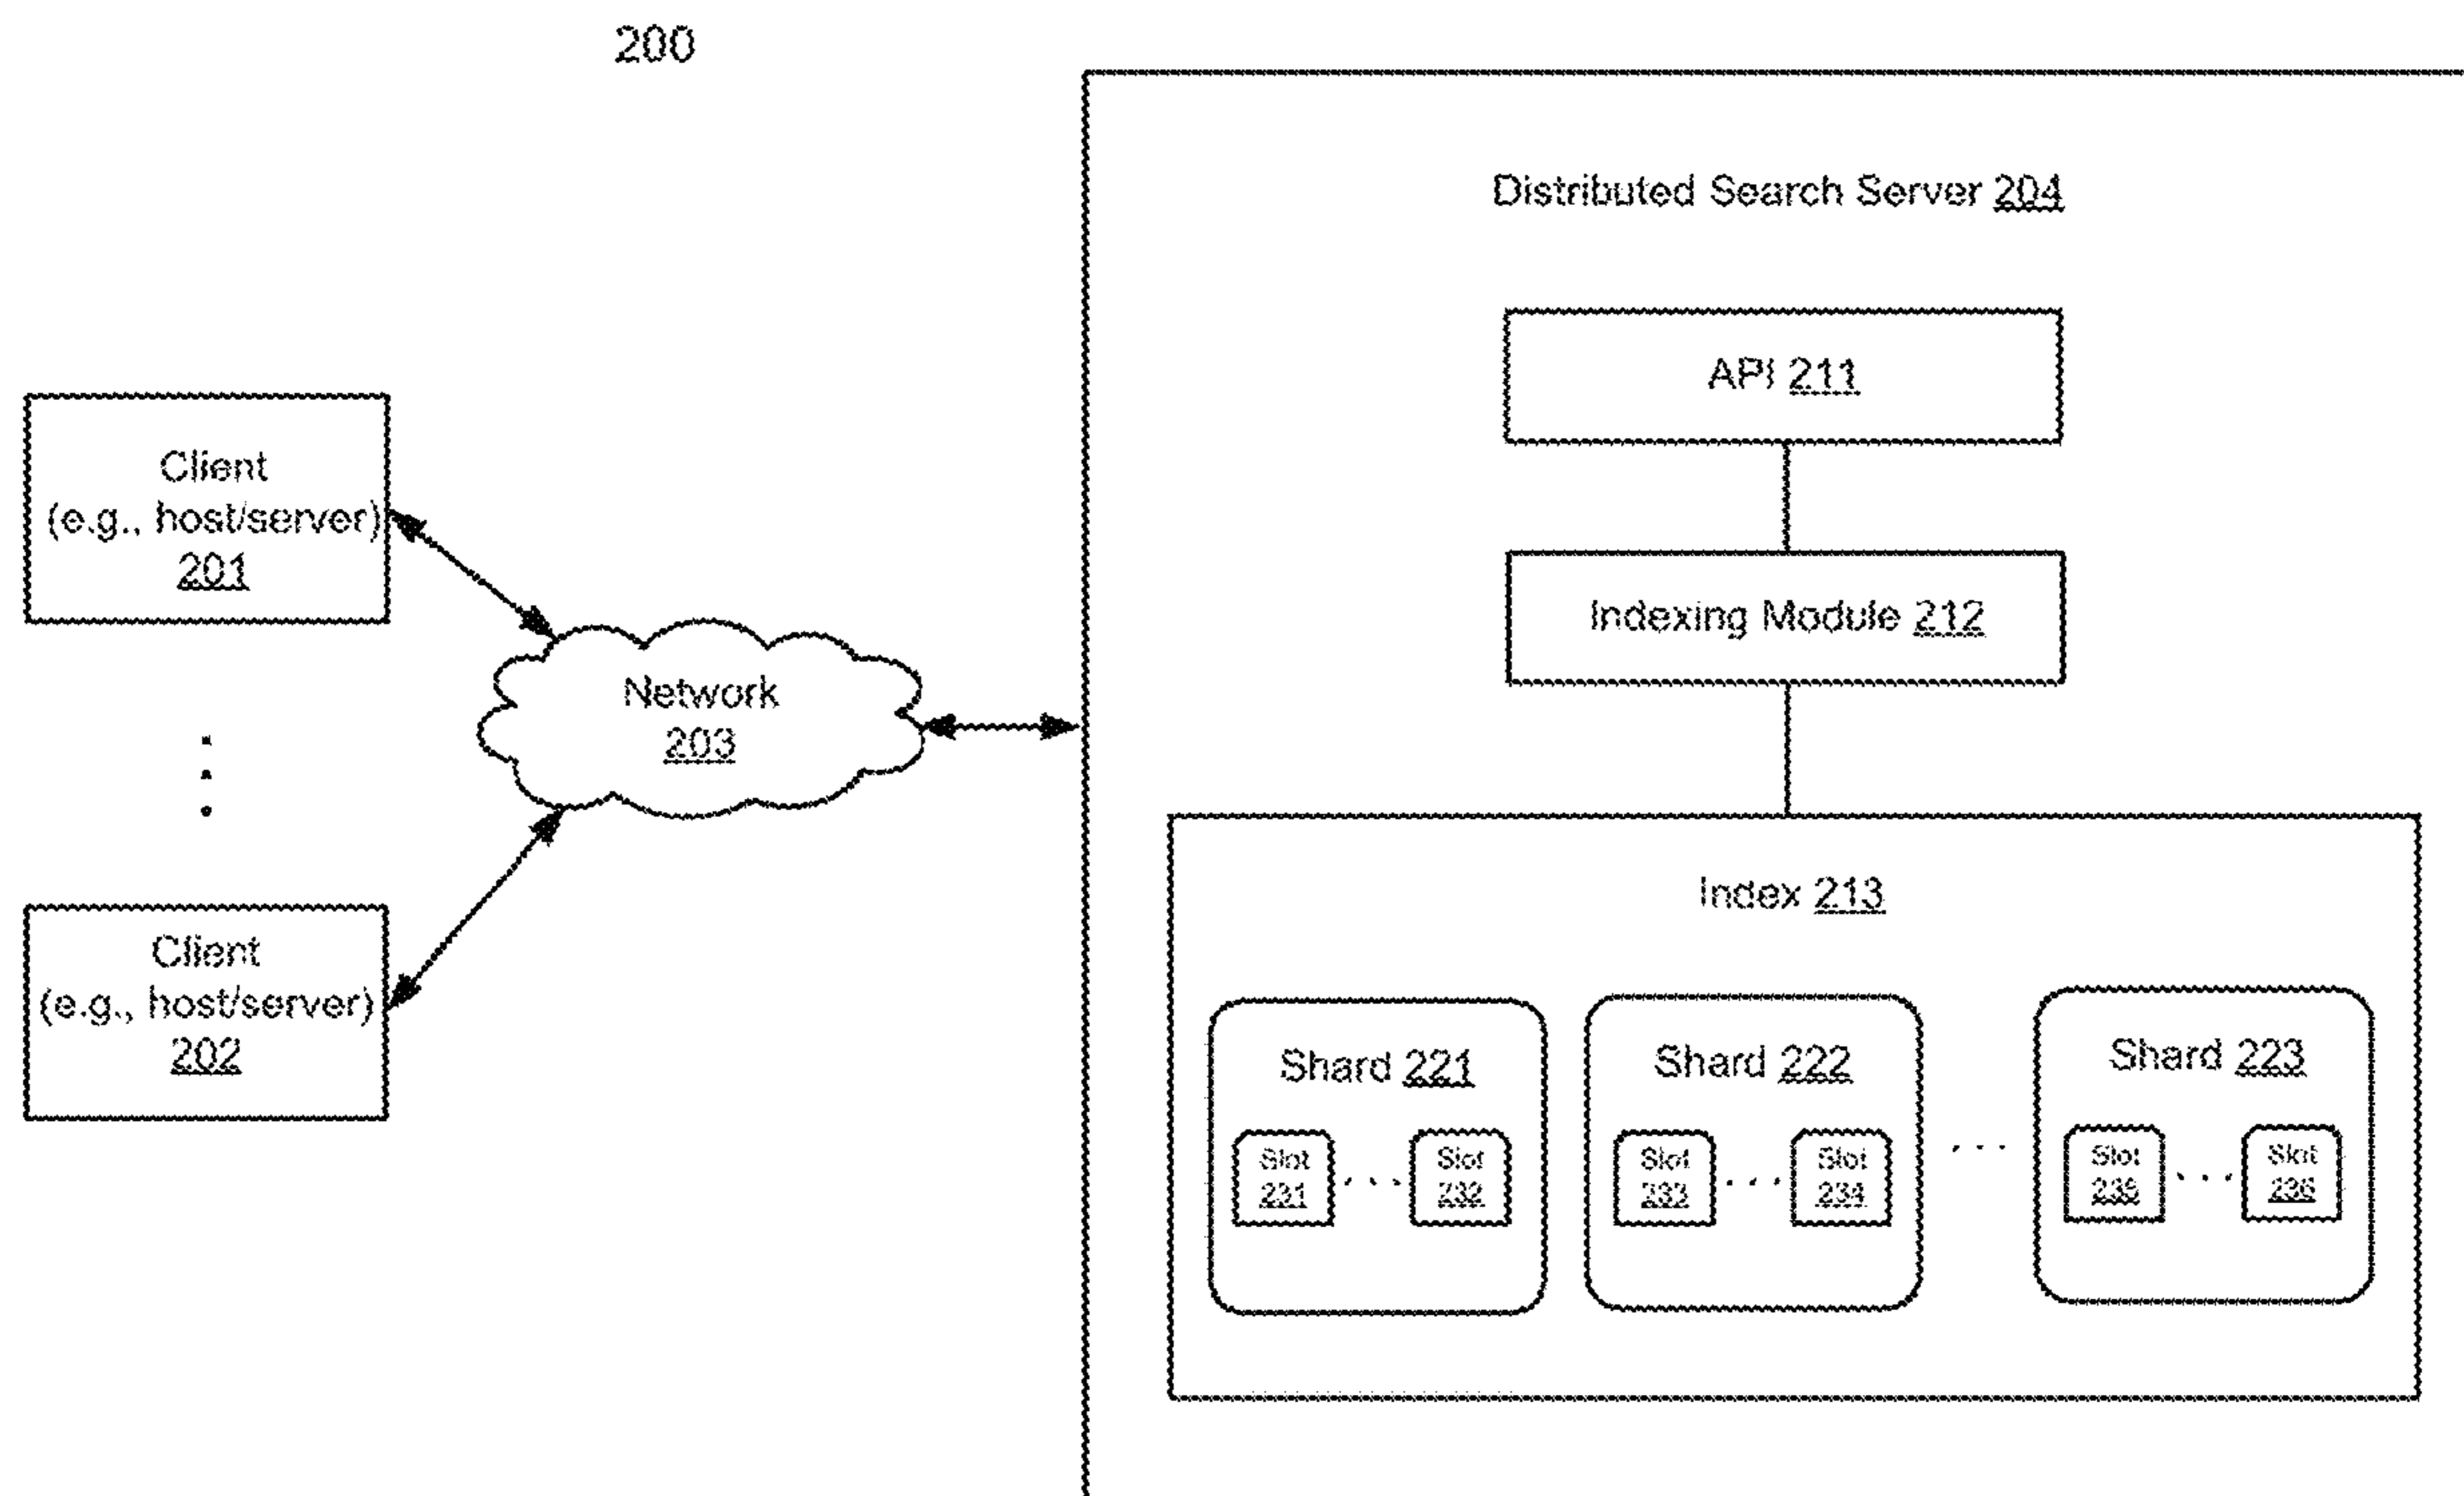 200
Distributed Search Server 204
API 211
Indexing Module 212
Client
(e.g., host/server)
201
Network
203
Client
(e.g., host/server)
202
Index 213
Shard 221
Slot
231
Slot
232
Shard 222
Slot
233
Slot
234
Shard 223
Slot
235
Slot
236